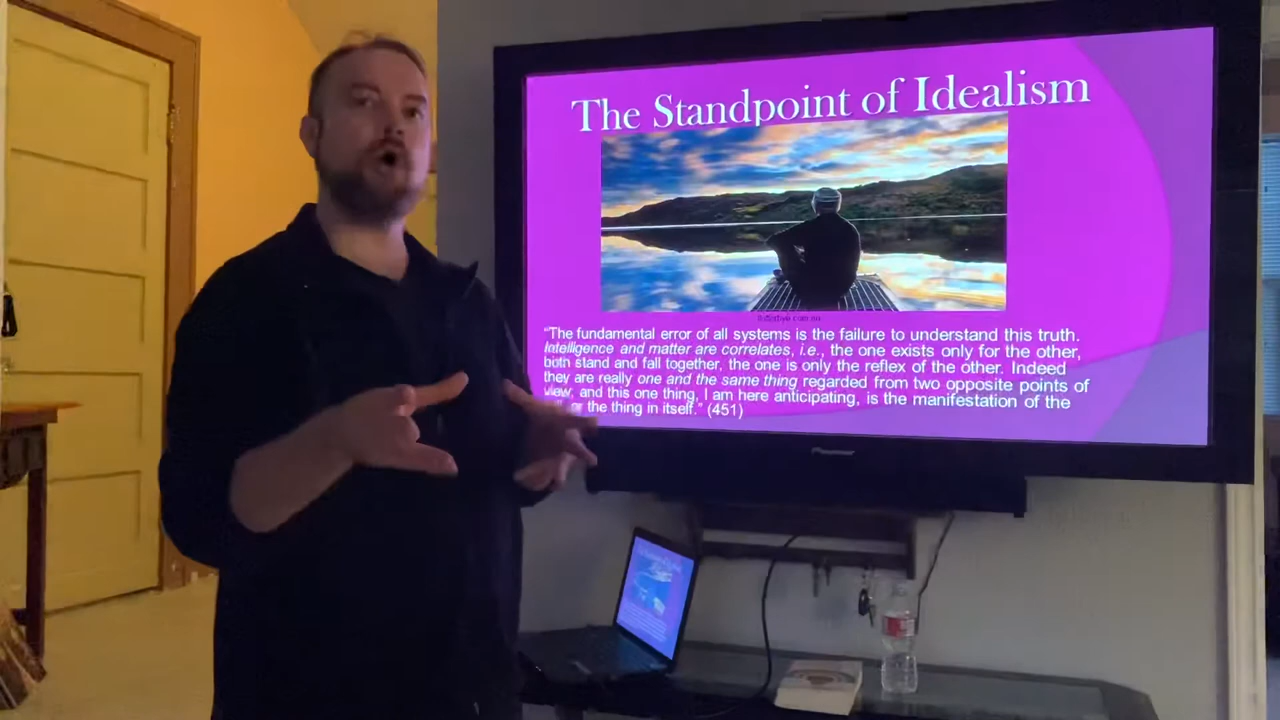 The Standpoint of Idealism
"The fundamental error of all systems is the failure to understand this truth.
Intelligence and matter are correlates, i.e., the one exists only for the other,
both stand and fall together, the one is only the reflex of the other. Indeed
they are really one and the same thing regarded from two opposite points of
view, and this one thing, I am here anticipating, is the manifestation of the
or the thing in itself." (451)
Pioneer